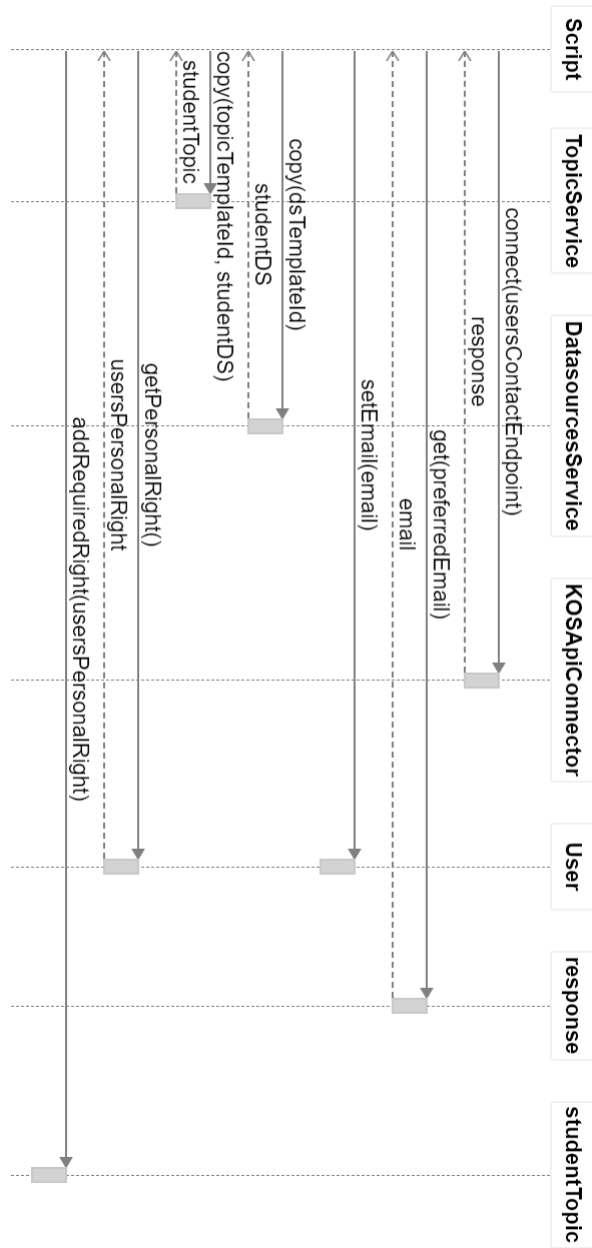 Script
TopicService
DatasourcesService
KOSApiConnector
User
response
studentTopic
connect(usersContactEndpoint)
response
get(preferredEmail)
email
setEmail(email)
copy(dsTemplateId)
studentDS
copy(topicTemplateId, studentDS)
studentTopic
getPersonalRight()
usersPersonalRight
addRequiredRight(usersPersonalRight)